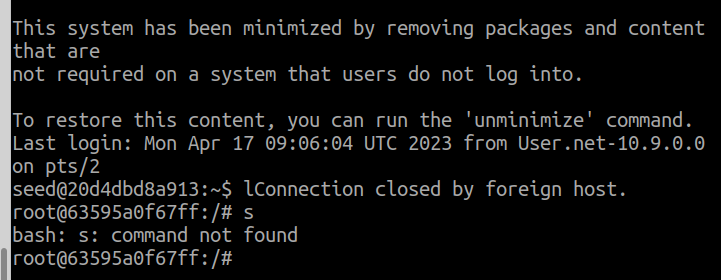 This system has been minimized by removing packages and content
that are
not required on a system that users do not log into.
To restore this content, you can run the 'unminimize' command.
Last login: Mon Apr 17 09:06:04 UTC 2023 from User.net-10.9.0.0
on pts/2
seed@20d4dbd8a913:~$ lConnection closed by foreign host.
root@63595a0f67ff:/# s
bash: s: command not found
root@63595a0f67ff:/#